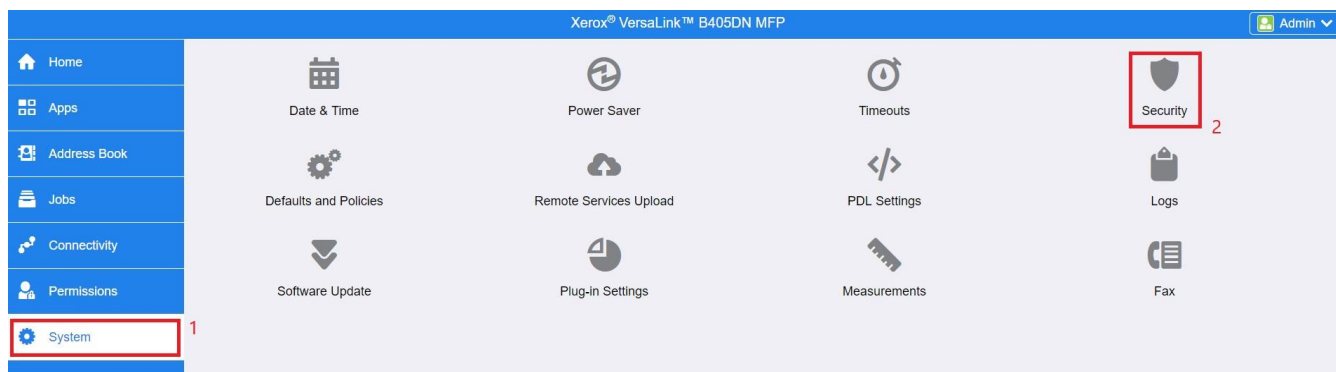 Xerox® VersaLink™ B405DN MFP
Admin
Home
Apps
Address Book
Jobs
Connectivity
Permissions
System
1
Date & Time
Power Saver
Timeouts
Security
2
Defaults and Policies
Remote Services Upload
PDL Settings
Logs
Software Update
Plug-in Settings
Measurements
Fax